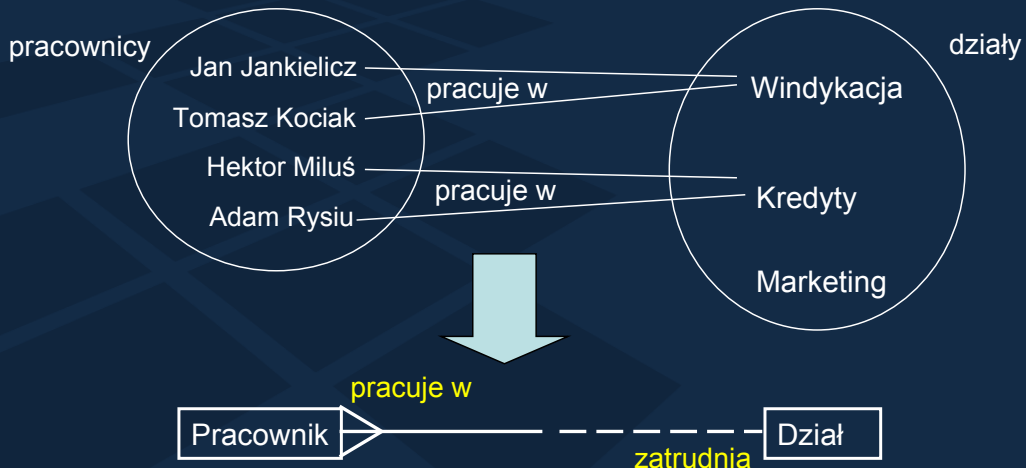 pracownicy
działy
Jan Jankielicz
pracuje w
Windykacja
Tomasz Kociak
Hektor Miluś
pracuje w
Kredyty
Adam Rysiu
Marketing
pracuje w
Pracownik
Dział
zatrudnia